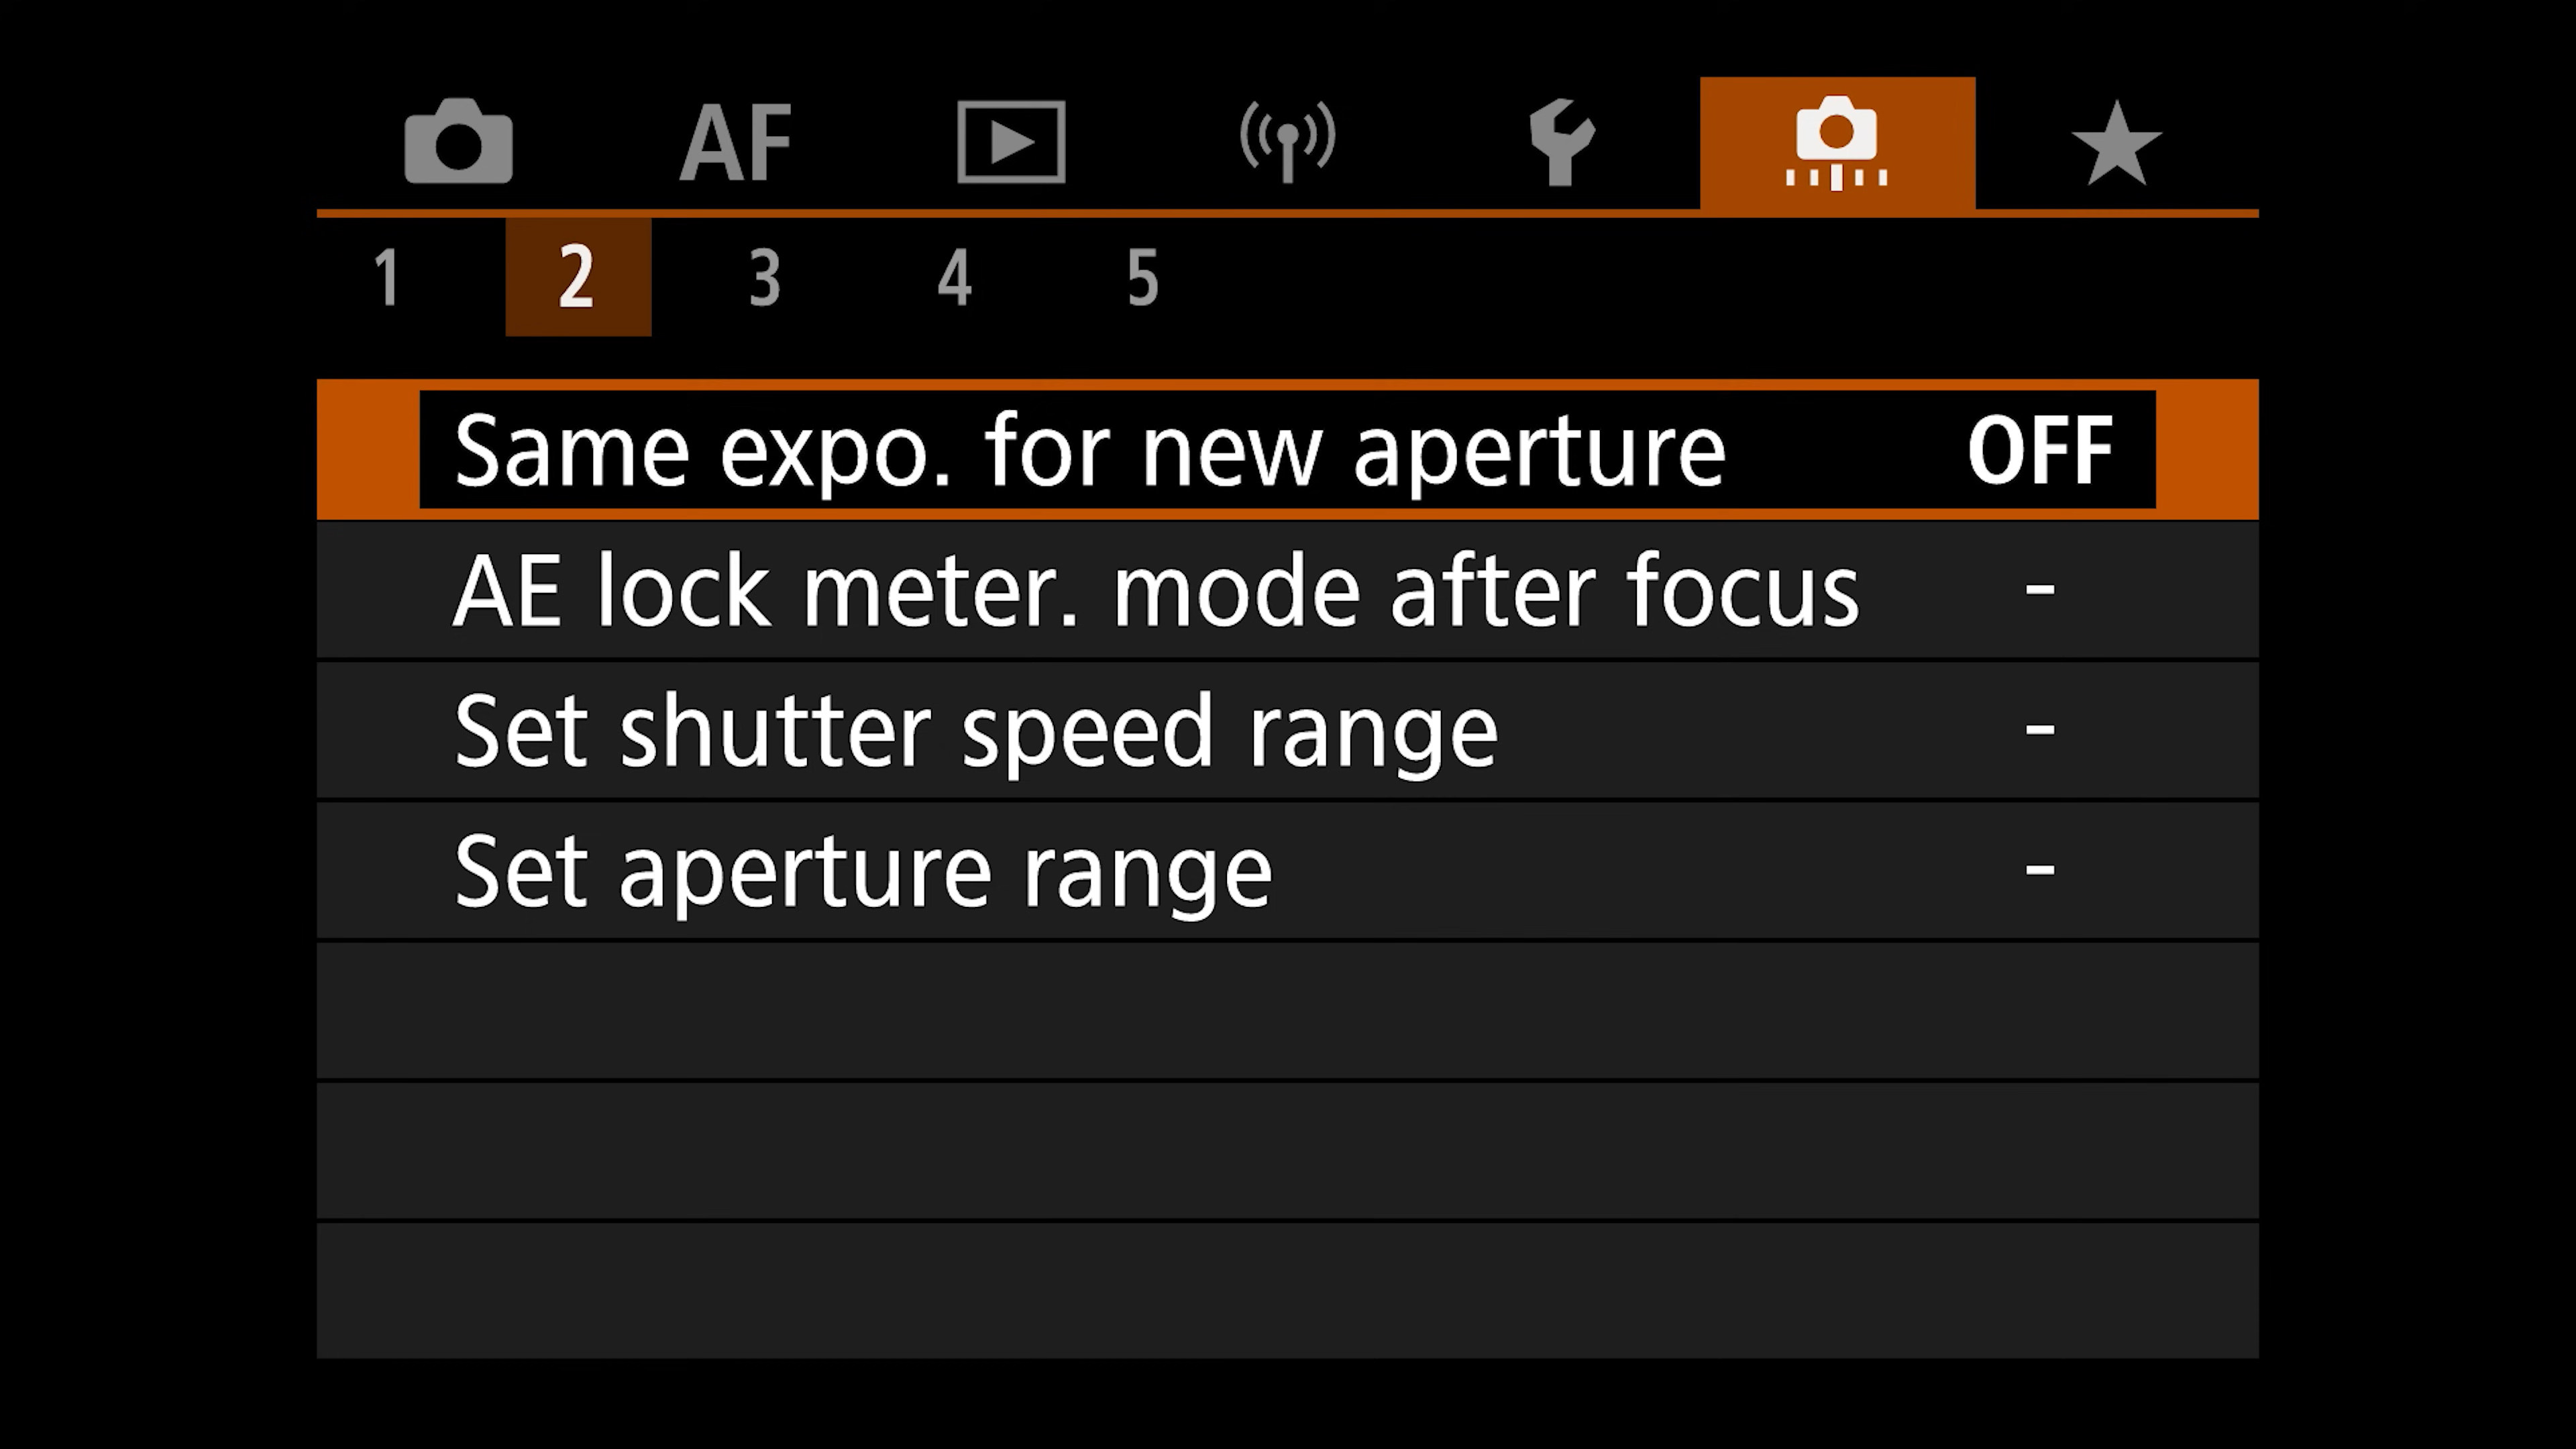 AF
1 2 3 4 5
Same expo. for new aperture OFF
AE lock meter. mode after focus -
Set shutter speed range -
Set aperture range -